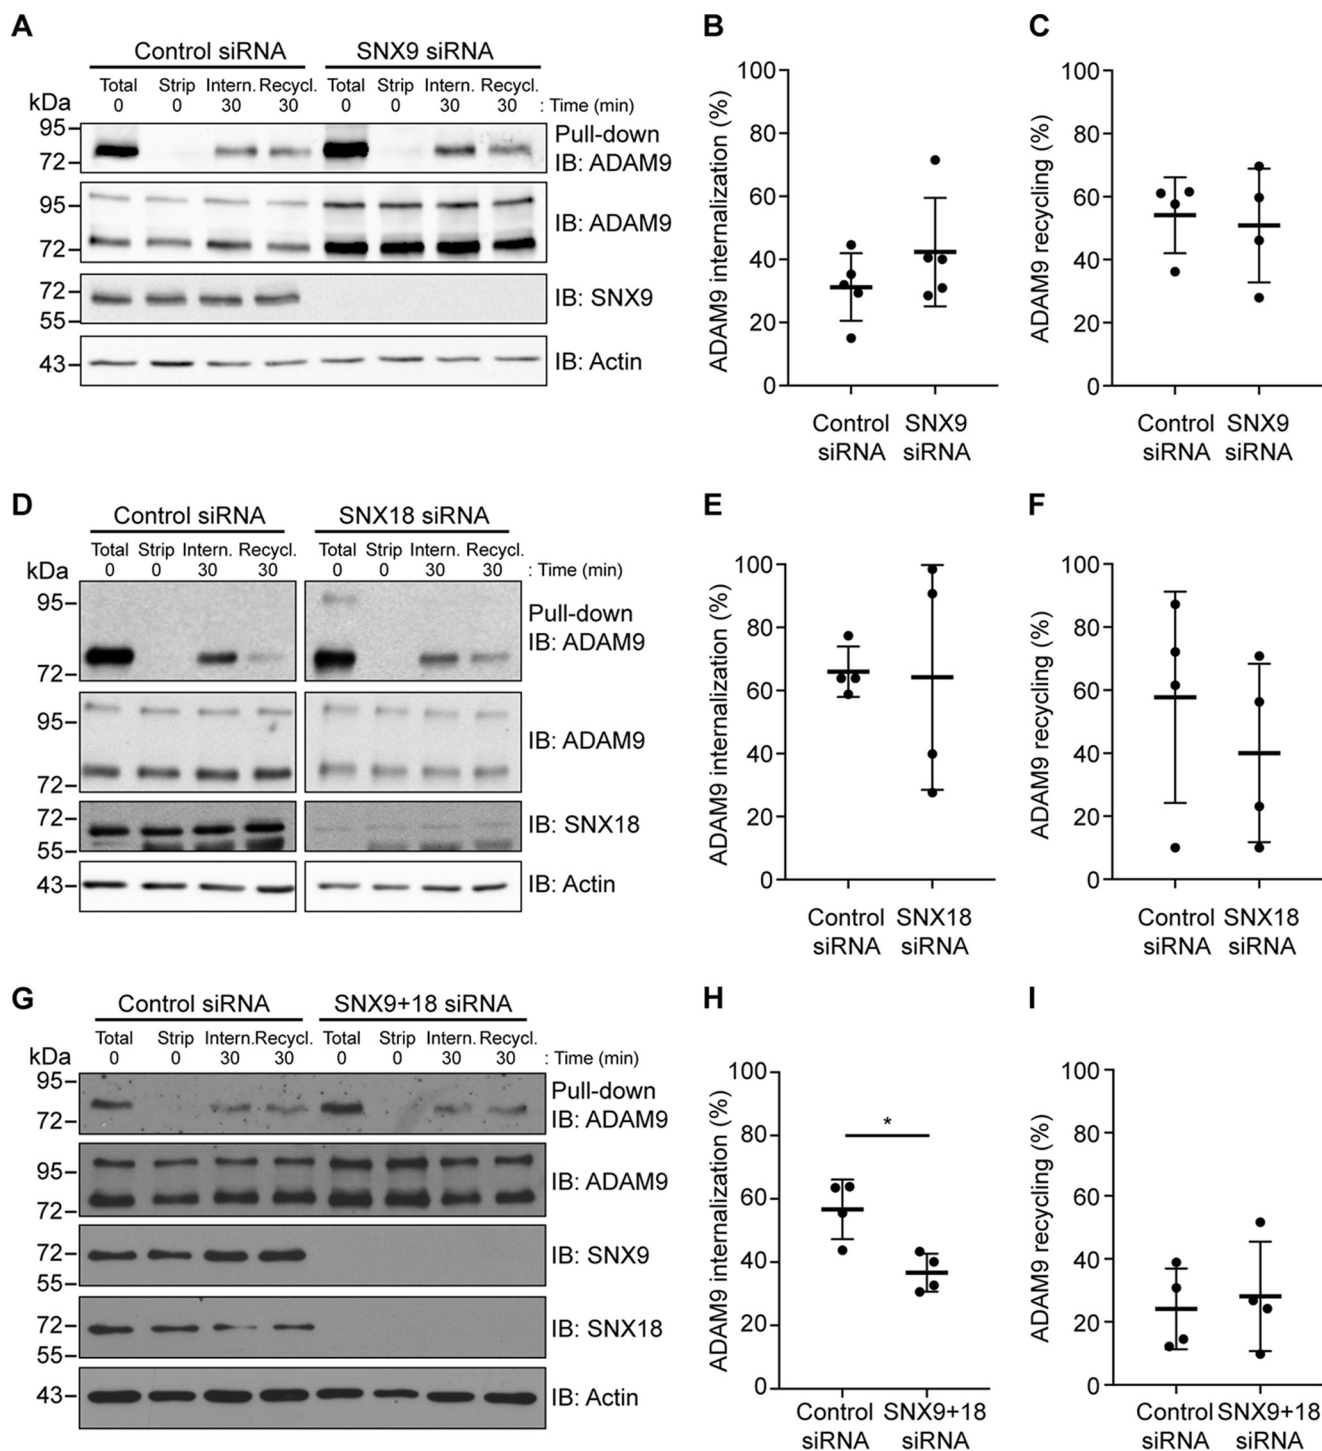 A
Control siRNA SNX9 siRNA
Total Strip Intern. Recycl. Total Strip Intern. Recycl.
kDa 0 0 30 30 0 0 30 30 : Time (min)
95
Pull-down
72
IB: ADAM9
95
IB: ADAM9
72
72
IB: SNX9
55
43
IB: Actin
B
ADAM9 internalization (%)
100
80
60
40
20
0
Control SNX9
siRNA siRNA
C
ADAM9 recycling (%)
100
80
60
40
20
0
Control SNX9
siRNA siRNA
D
Control siRNA SNX18 siRNA
Total Strip Intern. Recycl. Total Strip Intern. Recycl.
kDa 0 0 30 30 0 0 30 30 : Time (min)
95
Pull-down
IB: ADAM9
72
95
IB: ADAM9
72
72
IB: SNX18
55
43
IB: Actin
E
ADAM9 internalization (%)
100
80
60
40
20
0
Control SNX18
siRNA siRNA
F
ADAM9 recycling (%)
100
80
60
40
20
0
Control SNX18
siRNA siRNA
G
Control siRNA SNX9+18 siRNA
Total Strip Intern. Recycl. Total Strip Intern. Recycl.
kDa 0 0 30 30 0 0 30 30 : Time (min)
95
Pull-down
72
IB: ADAM9
95
IB: ADAM9
72
72
IB: SNX9
55
72
IB: SNX18
55
43
IB: Actin
H
ADAM9 internalization (%)
100
80
60
40
20
0
*
Control SNX9+18
siRNA siRNA
I
ADAM9 recycling (%)
100
80
60
40
20
0
Control SNX9+18
siRNA siRNA